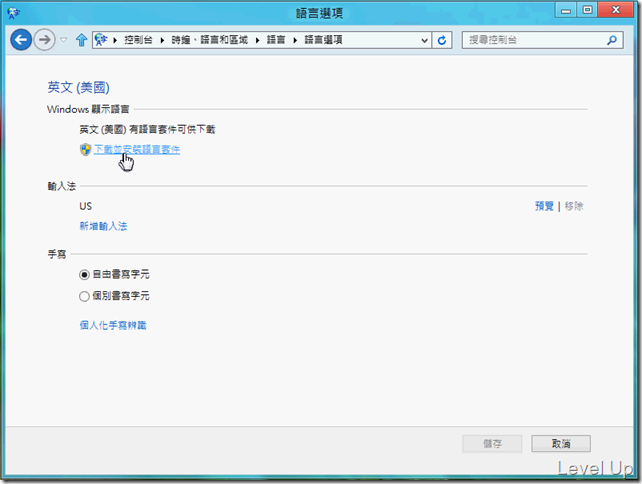 語言選項
控制台 時鐘、語言和區域 語言 語言選項
搜尋控制台
英文 (美國)
Windows 顯示語言
英文 (美國) 有語言套件可供下載
下載並安裝語言套件
輸入法
US 預覽 | 移除
新增輸入法
手寫
自由書寫字元
個別書寫字元
個人化手寫辨識
儲存 取消
Level Up